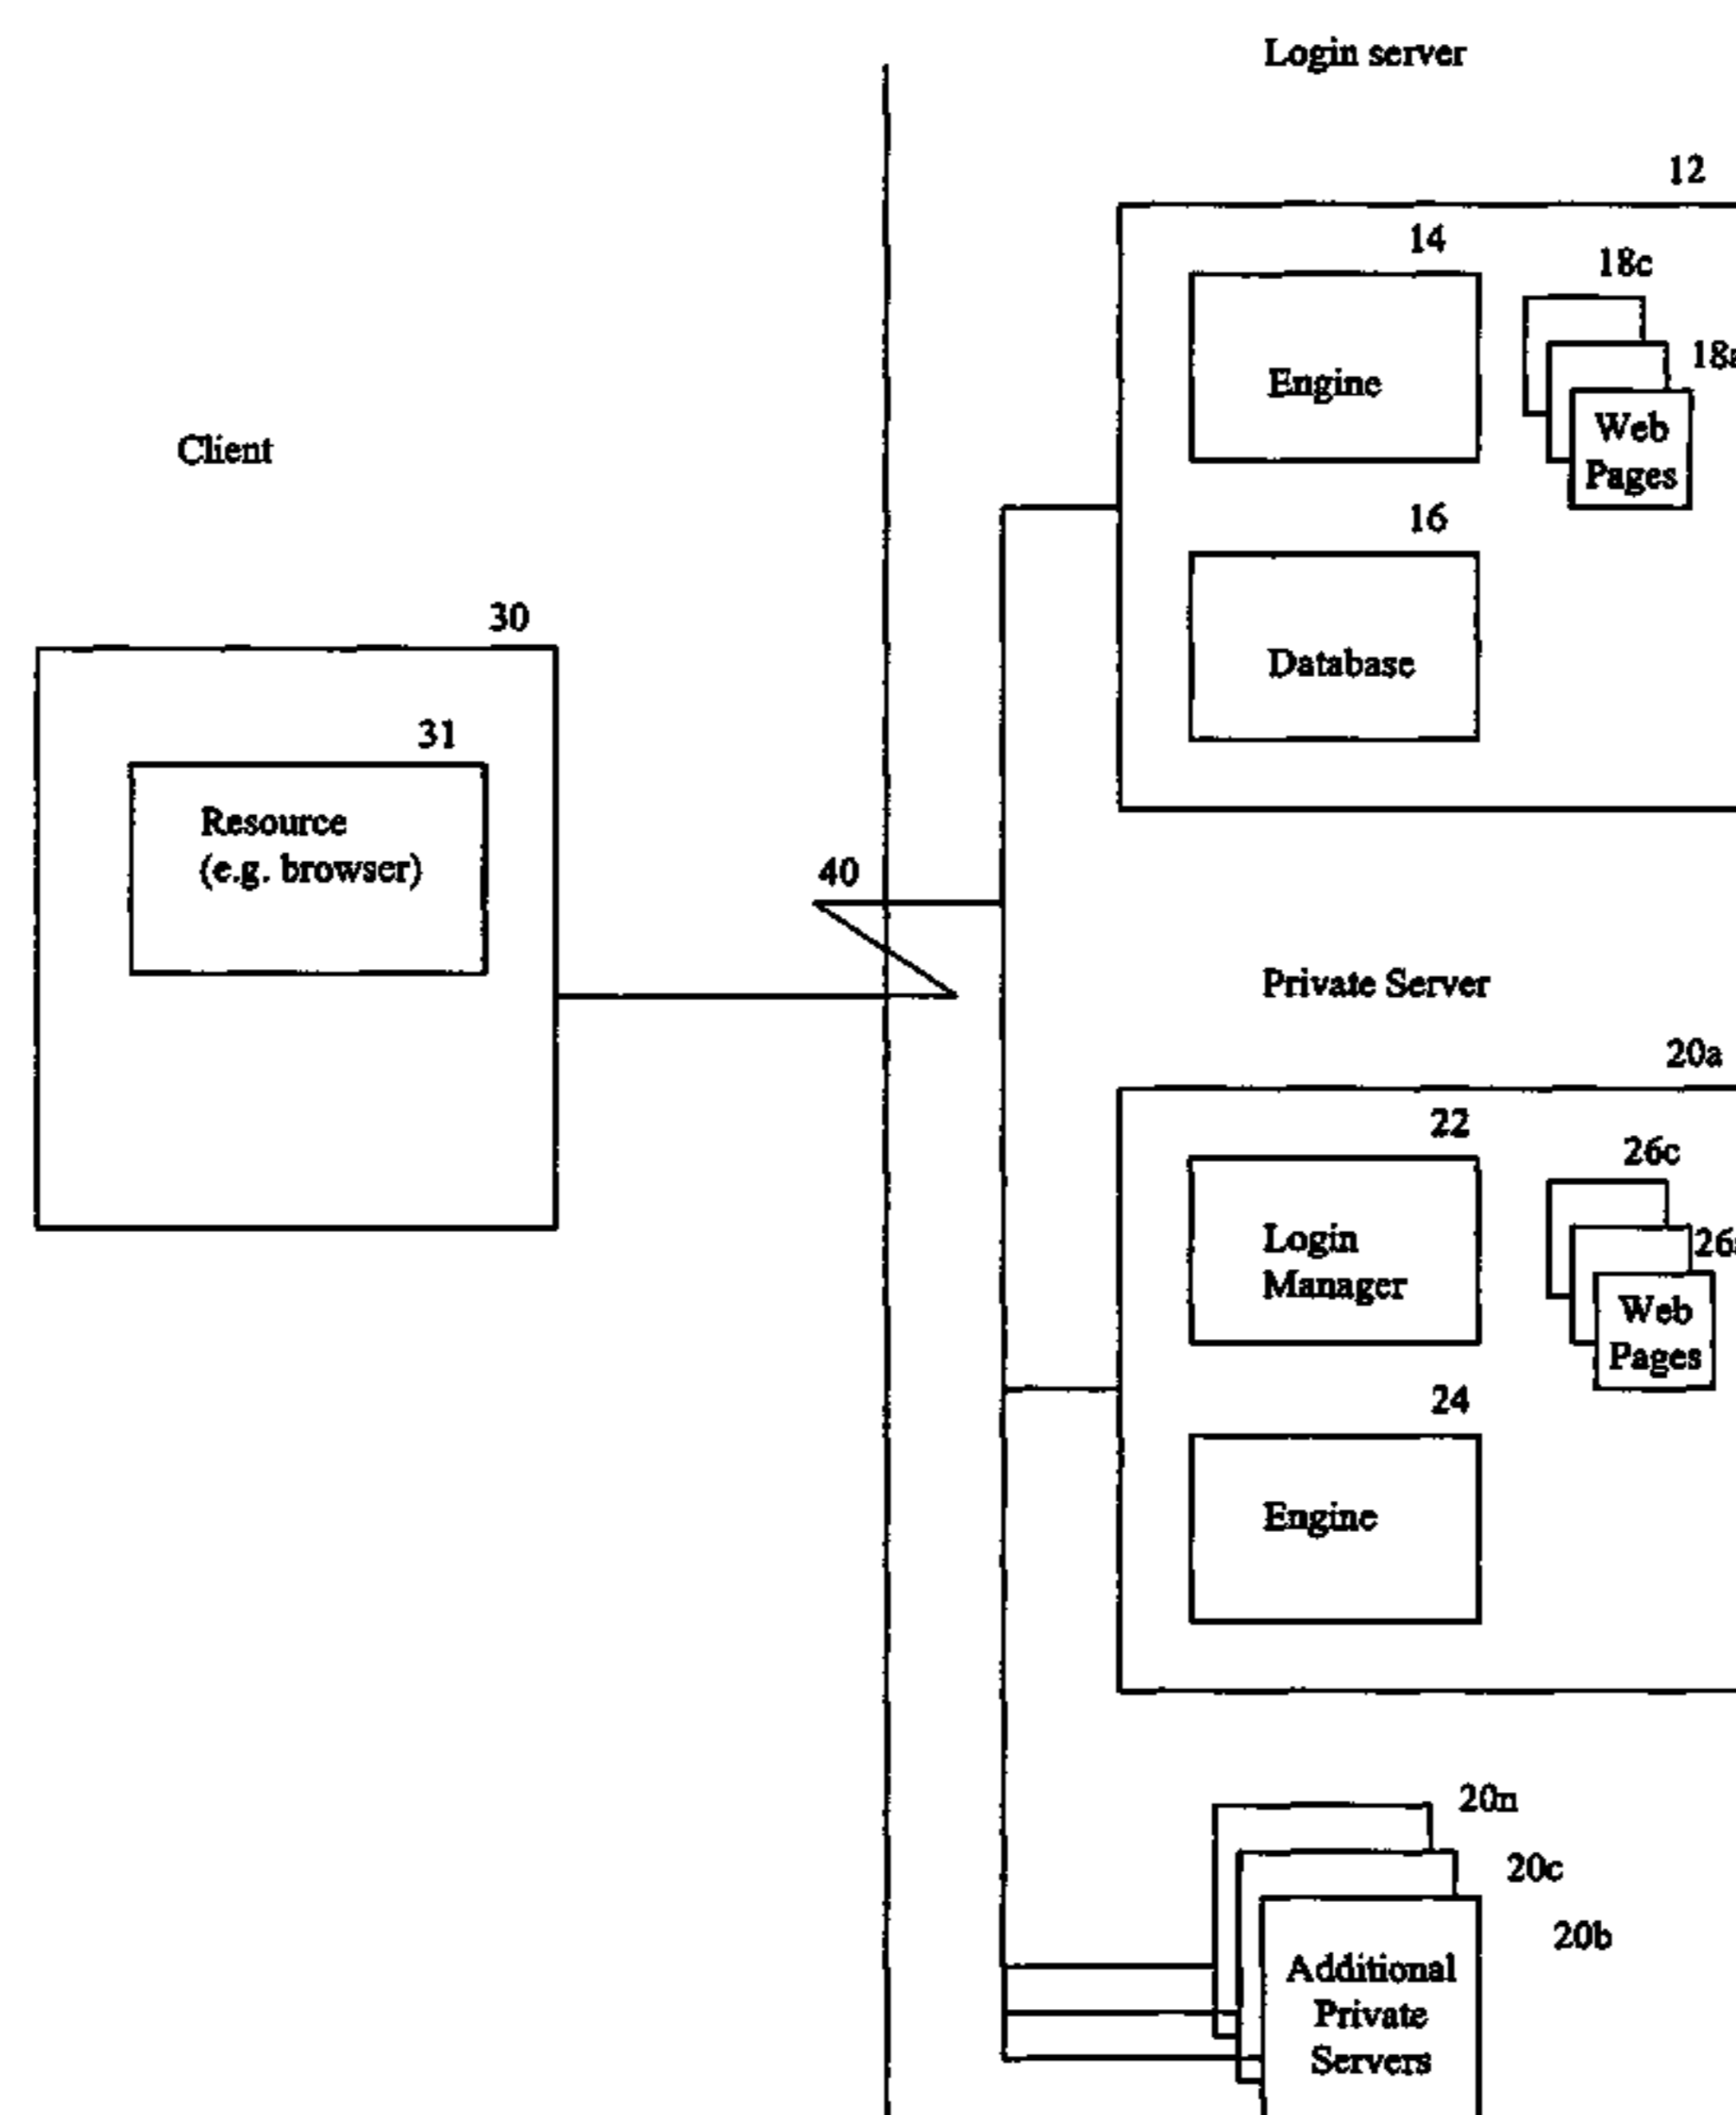 Login server
12
14
18c
Engine
18a
Web
Pages
Client
16
Database
30
31
Resource
(e.g. browser)
40
Private Server
20a
22
26c
Login
Manager
Web
Pages
24
Engine
20n
20c
20b
Additional
Private
Servers